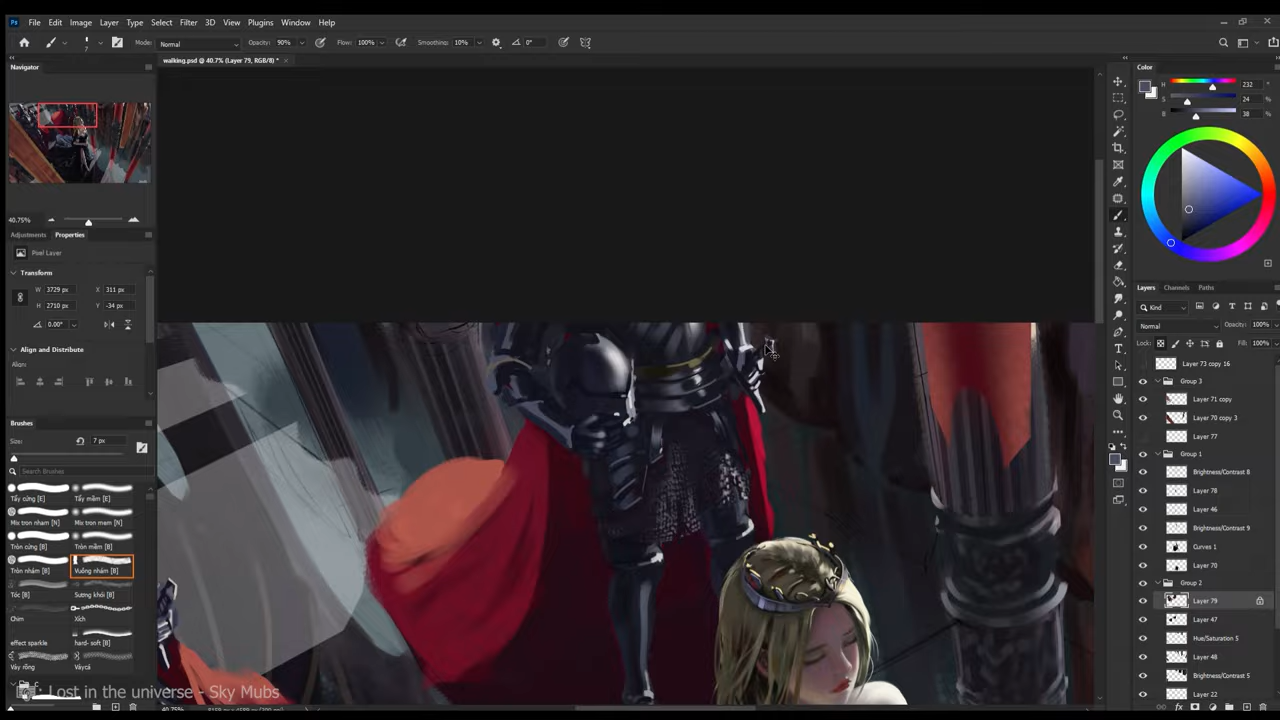 Ps File Edit Image Layer Type Select Filter 3D View Plugins Window Help
7 Mode: Normal Opacity: 90% Flow: 100% Smoothing: 10% 0°
Navigator
walking.psd @ 40.7% (Layer 79, RGB/8) *
40.75%
Adjustments Properties
Pixel Layer
Transform
W 3729 px X 311 px
H 2710 px Y -34 px
0.00°
Align and Distribute
Align:
Brushes
Size: 7 px
Search Brushes
Tẩy cứng [E] Tẩy mềm [E]
Mix tron nham [N] Mix tron mem [N]
Tròn cứng [B] Tròn mềm [B]
Tròn nhám [B] Vuông nhám [B]
Tóc [B] Sương khói [B]
Chim Xích
effect sparkle hard- soft [B]
Váy rồng Vảycá
Lost in the universe - Sky Mubs
40.75%
Color
H 232 °
S 24 %
B 38 %
Layers Channels Paths
Kind
Normal Opacity: 100%
Lock: Fill: 100%
Layer 73 copy 16
Group 3
Layer 71 copy
Layer 70 copy 3
Layer 77
Group 1
Brightness/Contrast 8
Layer 78
Layer 46
Brightness/Contrast 9
Curves 1
Layer 70
Group 2
Layer 79
Layer 47
Hue/Saturation 5
Layer 48
Brightness/Contrast 5
Layer 22